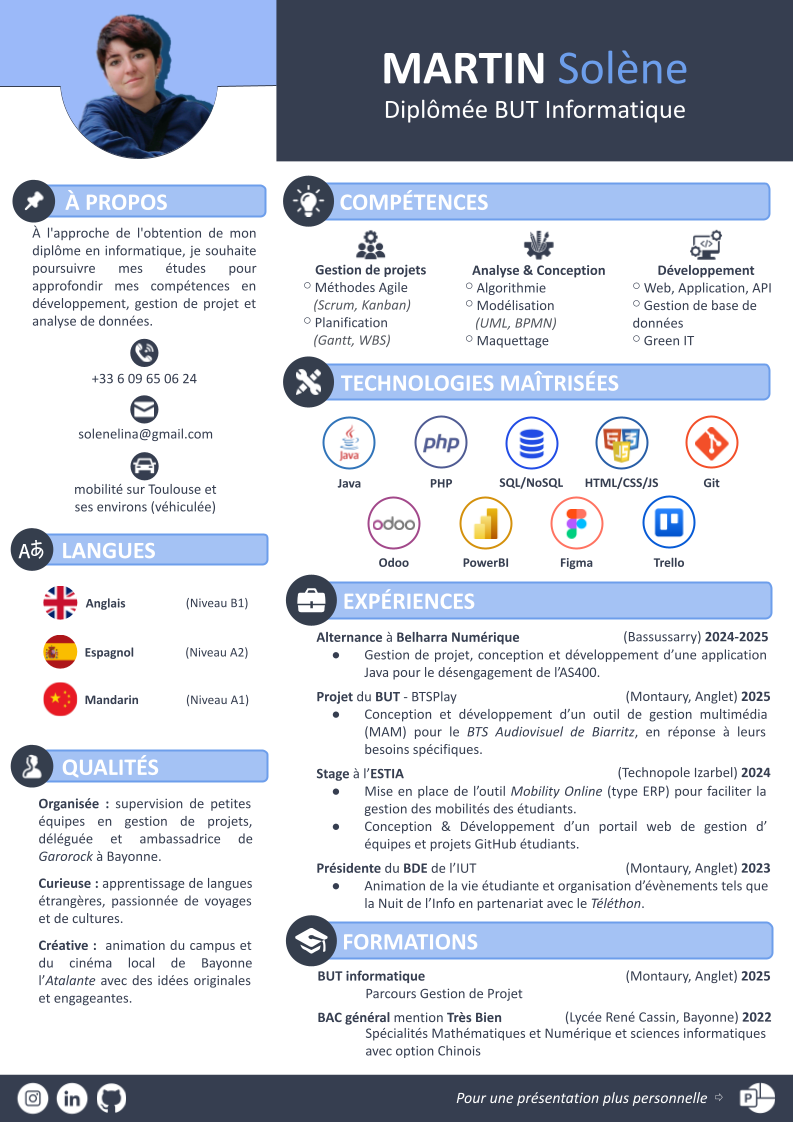 MARTIN Solène
Diplômée BUT Informatique
À PROPOS
À l'approche de l'obtention de mon
diplôme en informatique, je souhaite
poursuivre mes études pour
approfondir mes compétences en
développement, gestion de projet et
analyse de données.
+33 6 09 65 06 24
solenelina@gmail.com
mobilité sur Toulouse et
ses environs (véhiculée)
LANGUES
Anglais (Niveau B1)
Espagnol (Niveau A2)
Mandarin (Niveau A1)
QUALITÉS
Organisée : supervision de petites
équipes en gestion de projets,
déléguée et ambassadrice de
Garorock à Bayonne.
Curieuse : apprentissage de langues
étrangères, passionnée de voyages
et de cultures.
Créative : animation du campus et
du cinéma local de Bayonne
l'Atalante avec des idées originales
et engageantes.
COMPÉTENCES
Gestion de projets
○ Méthodes Agile
(Scrum, Kanban)
○ Planification
(Gantt, WBS)
Analyse & Conception
○ Algorithmie
○ Modélisation
(UML, BPMN)
○ Maquettage
Développement
○ Web, Application, API
○ Gestion de base de
données
○ Green IT
TECHNOLOGIES MAÎTRISÉES
Java
php
odoo
Java
PHP
SQL/NoSQL
HTML/CSS/JS
Git
Odoo
PowerBI
Figma
Trello
EXPÉRIENCES
Alternance à Belharra Numérique (Bassussarry) 2024-2025
● Gestion de projet, conception et développement d'une application
Java pour le désengagement de l'AS400.
Projet du BUT - BTSPlay (Montaury, Anglet) 2025
● Conception et développement d'un outil de gestion multimédia
(MAM) pour le BTS Audiovisuel de Biarritz, en réponse à leurs
besoins spécifiques.
Stage à l'ESTIA (Technopole Izarbel) 2024
● Mise en place de l'outil Mobility Online (type ERP) pour faciliter la
gestion des mobilités des étudiants.
● Conception & Développement d'un portail web de gestion d'
équipes et projets GitHub étudiants.
Présidente du BDE de l'IUT (Montaury, Anglet) 2023
● Animation de la vie étudiante et organisation d'évènements tels que
la Nuit de l'Info en partenariat avec le Téléthon.
FORMATIONS
BUT informatique (Montaury, Anglet) 2025
Parcours Gestion de Projet
BAC général mention Très Bien (Lycée René Cassin, Bayonne) 2022
Spécialités Mathématiques et Numérique et sciences informatiques
avec option Chinois
Pour une présentation plus personnelle ⇨